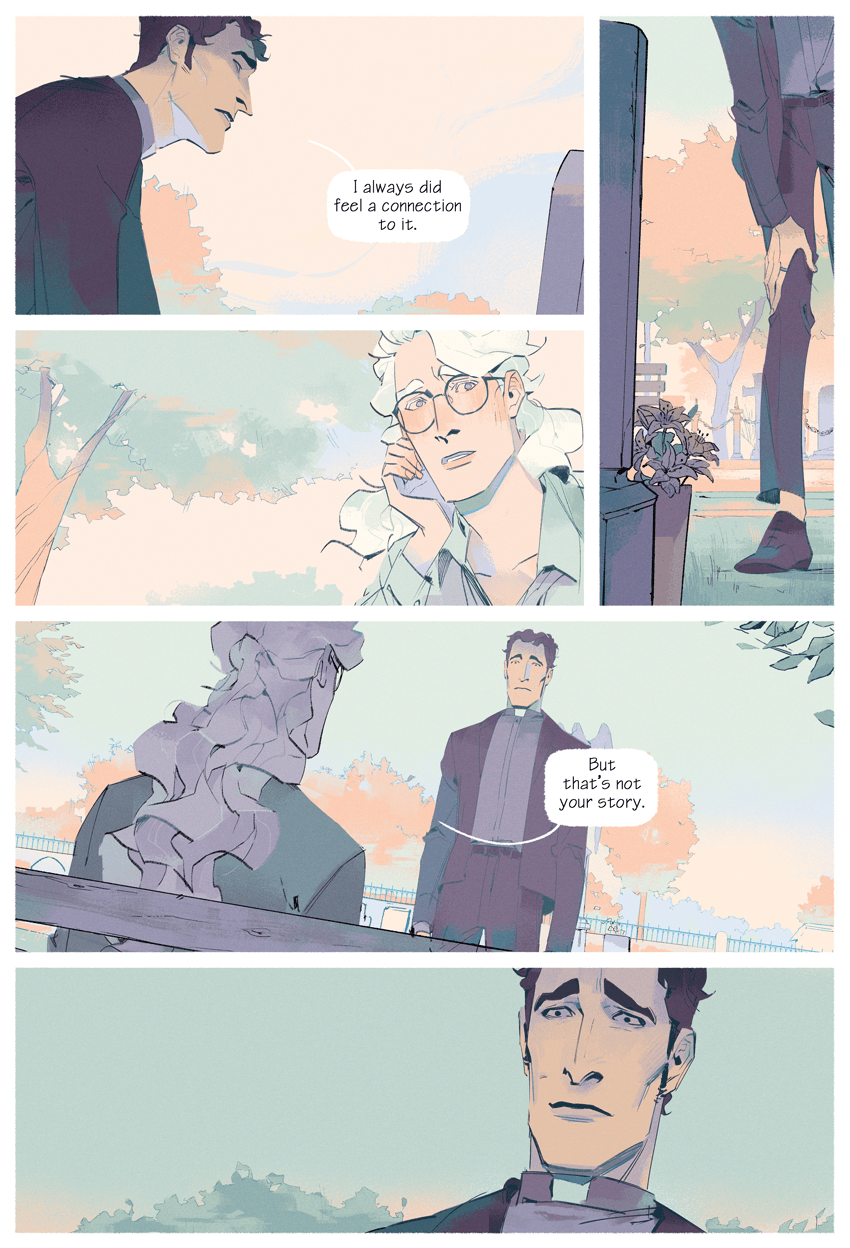 I always did
feel a connection
to it.
But
that's not
your story.